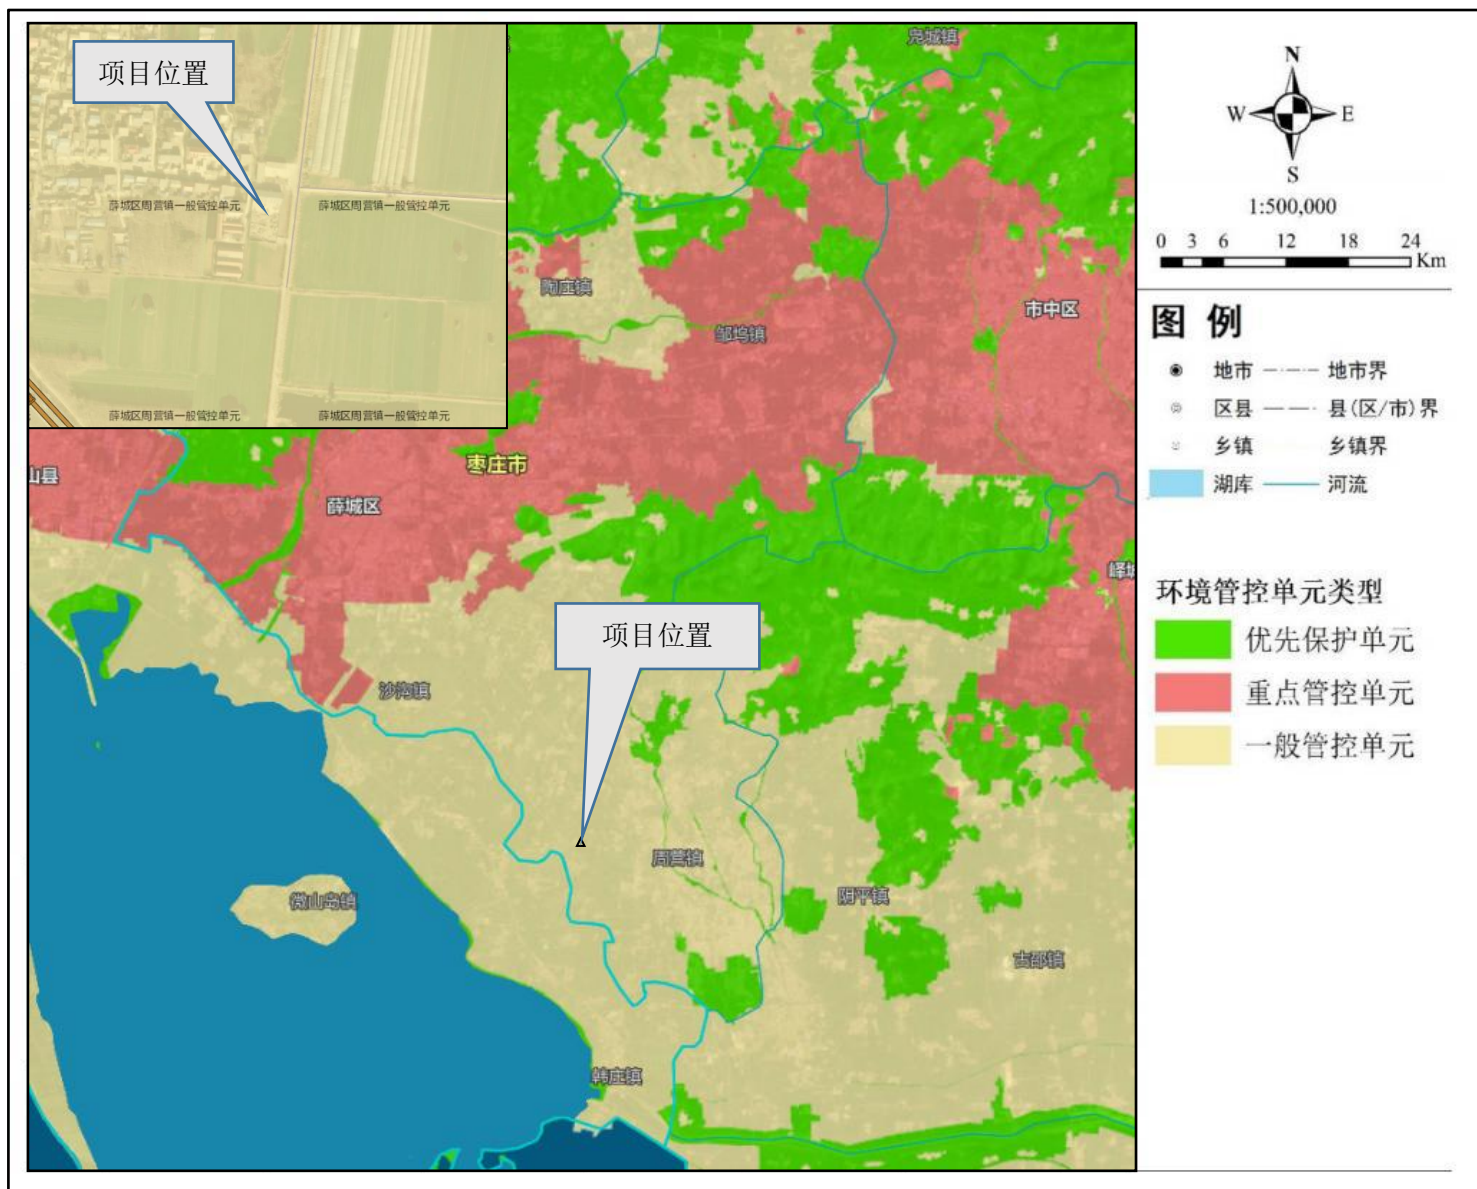 项目位置
薛城区周营镇一般管控单元
薛城区周营镇一般管控单元
薛城区周营镇一般管控单元
薛城区周营镇一般管控单元
凫城镇
陶庄镇
邹坞镇
市中区
枣庄市
山县
薛城区
峄城
项目位置
沙沟镇
周营镇
阴平镇
微山岛镇
古邵镇
韩庄镇
N
W E
S
1:500,000
0 3 6 12 18 24
Km
图 例
地市 地市界
区县 县(区/市)界
乡镇 乡镇界
湖库 河流
环境管控单元类型
优先保护单元
重点管控单元
一般管控单元